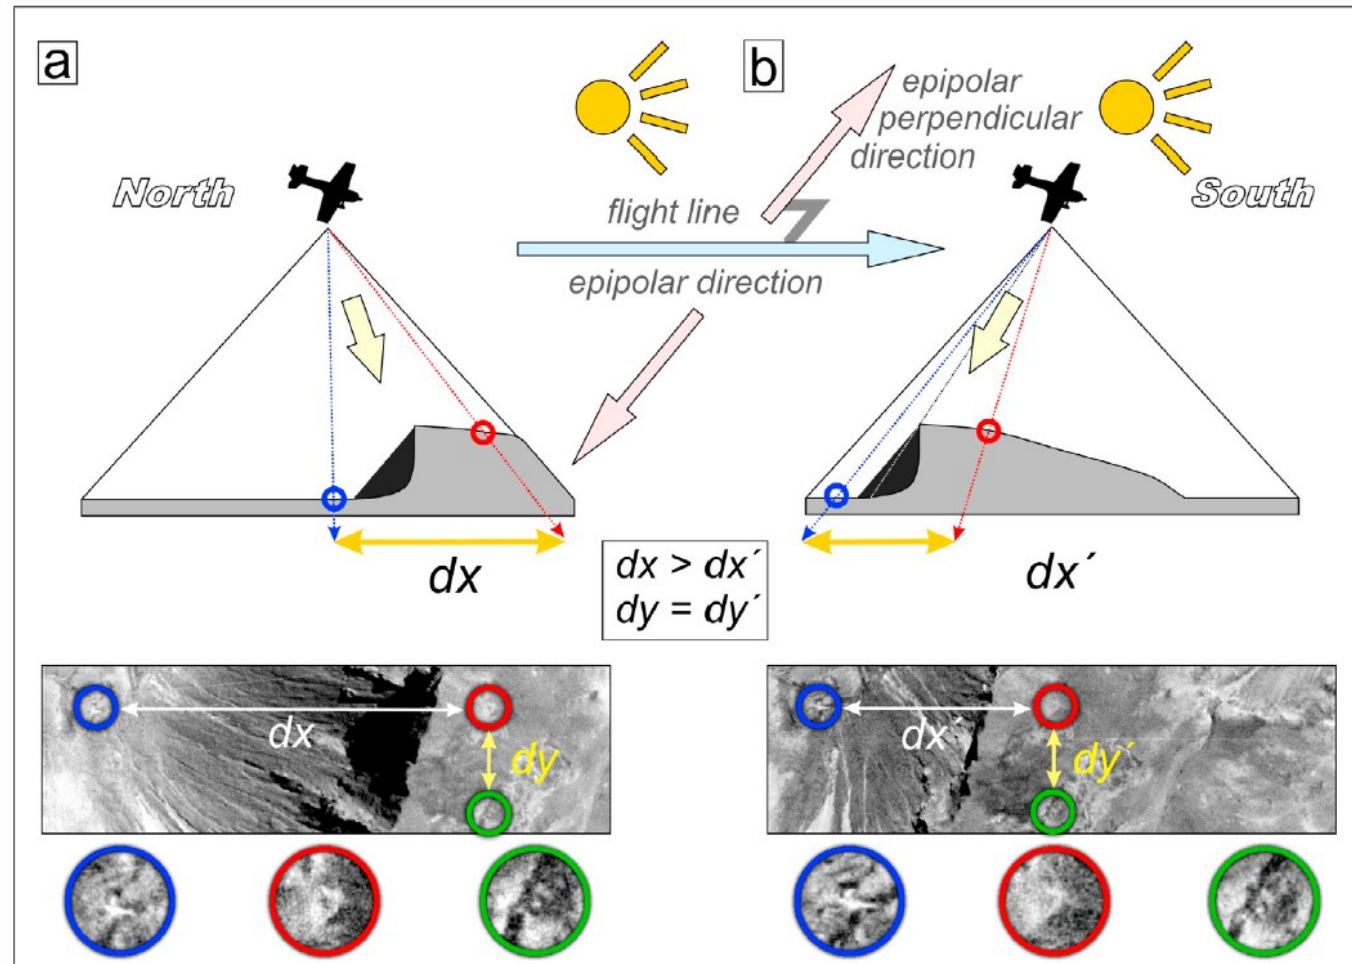 a
b
epipolar
perpendicular
direction
North
South
flight line
epipolar direction
dx
dx´
dx > dx´
dy = dy´
dx
dy
dx´
dy´